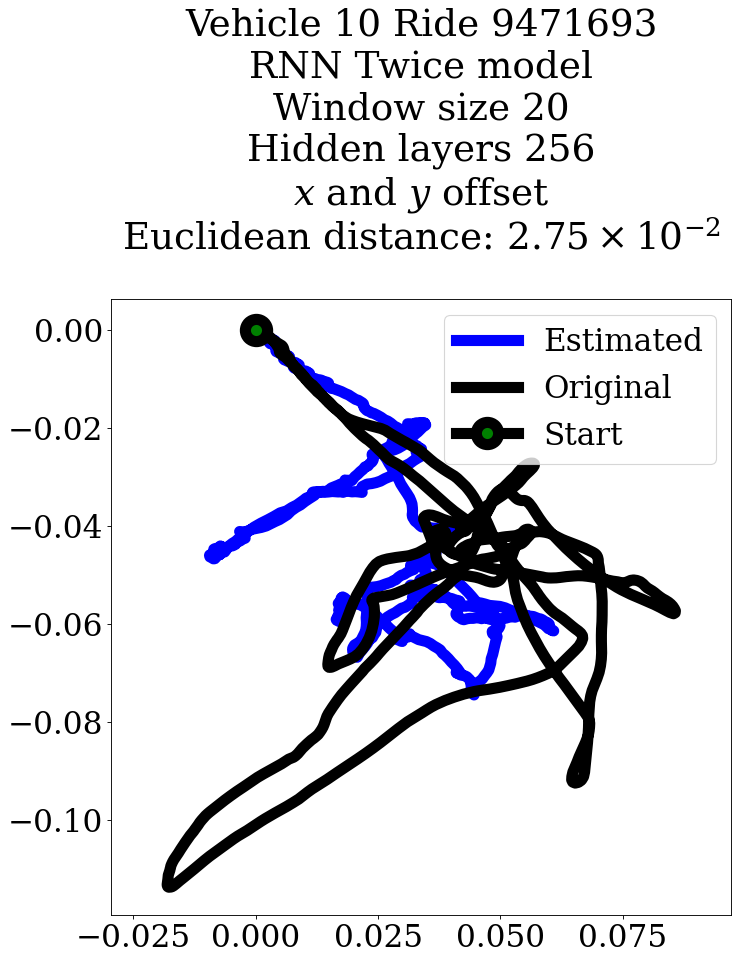 Vehicle 10 Ride 9471693
RNN Twice model
Window size 20
Hidden layers 256
x and y offset
Euclidean distance: 2.75 × 10⁻²
Estimated
Original
Start
0.00
−0.02
−0.04
−0.06
−0.08
−0.10
−0.025 0.000 0.025 0.050 0.075